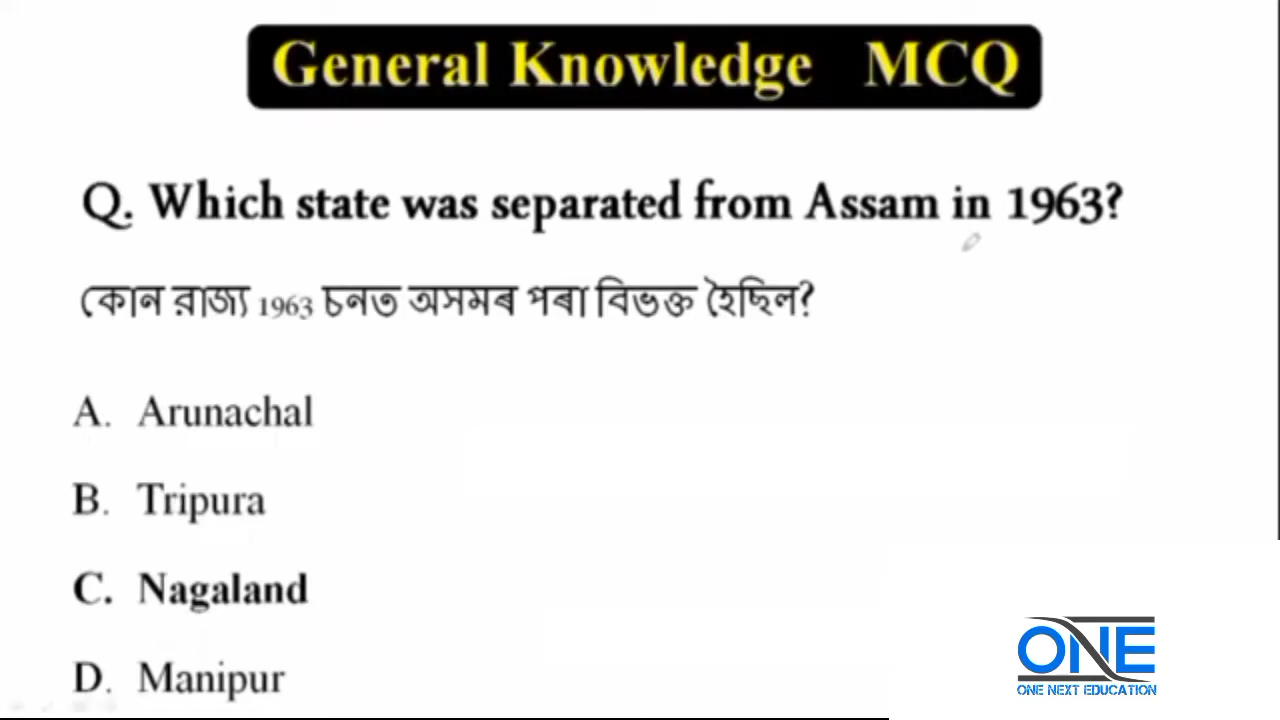 General Knowledge MCQ
Q. Which state was separated from Assam in 1963?
কোন ৰাজ্য 1963 চনত অসমৰ পৰা বিভক্ত হৈছিল?
A. Arunachal
B. Tripura
C. Nagaland
D. Manipur
ONE
ONE NEXT EDUCATION